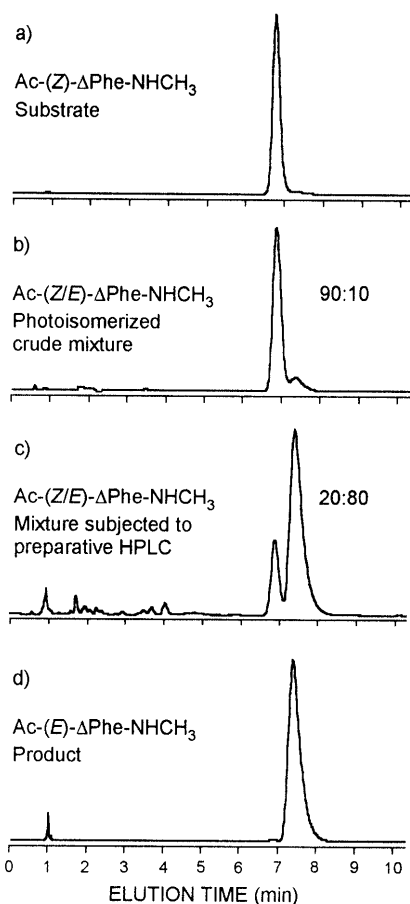 a)
Ac-(Z)-ΔPhe-NHCH₃
Substrate
b)
Ac-(Z/E)-ΔPhe-NHCH₃
90:10
Photoisomerized
crude mixture
c)
Ac-(Z/E)-ΔPhe-NHCH₃
20:80
Mixture subjected to
preparative HPLC
d)
Ac-(E)-ΔPhe-NHCH₃
Product
0 1 2 3 4 5 6 7 8 10
ELUTION TIME (min)